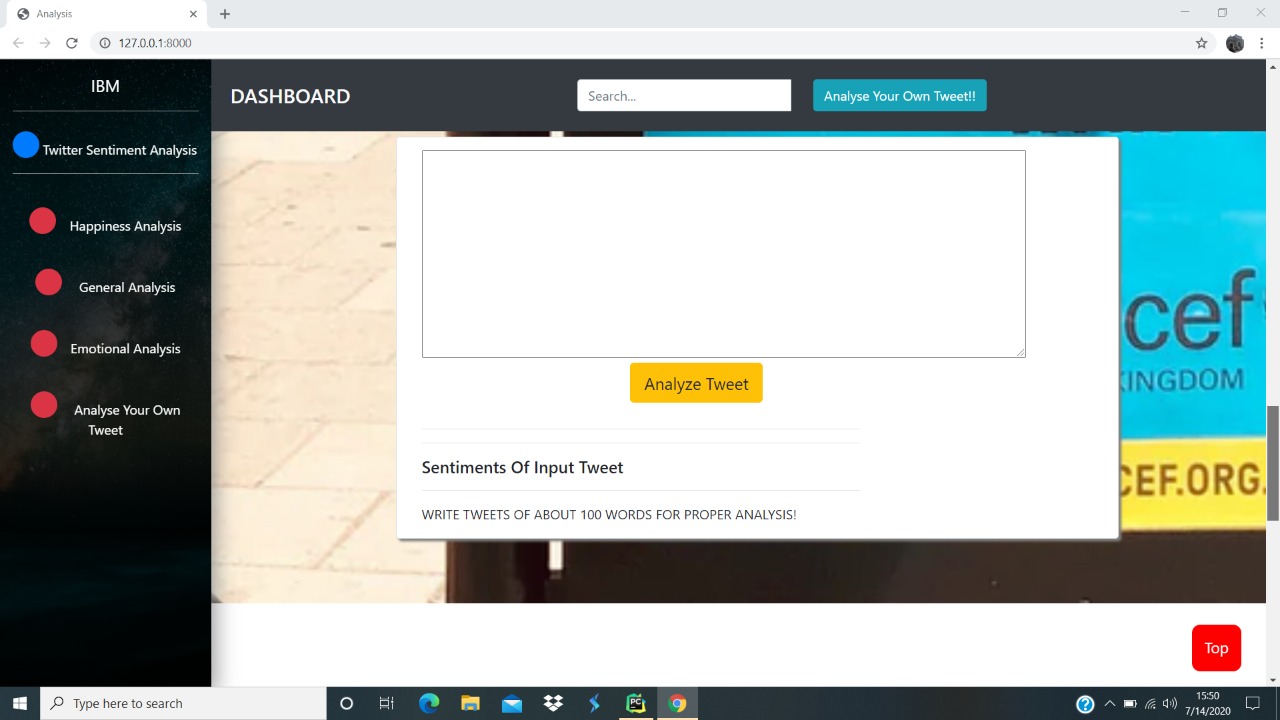 Analysis
127.0.0.1:8000
IBM
DASHBOARD
Search...
Analyse Your Own Tweet!!
Twitter Sentiment Analysis
Happiness Analysis
General Analysis
Emotional Analysis
Analyse Your Own
Tweet
Analyze Tweet
Sentiments Of Input Tweet
WRITE TWEETS OF ABOUT 100 WORDS FOR PROPER ANALYSIS!
cef
KINGDOM
CEF.ORG.
Top
Type here to search
PC
15:50
7/14/2020